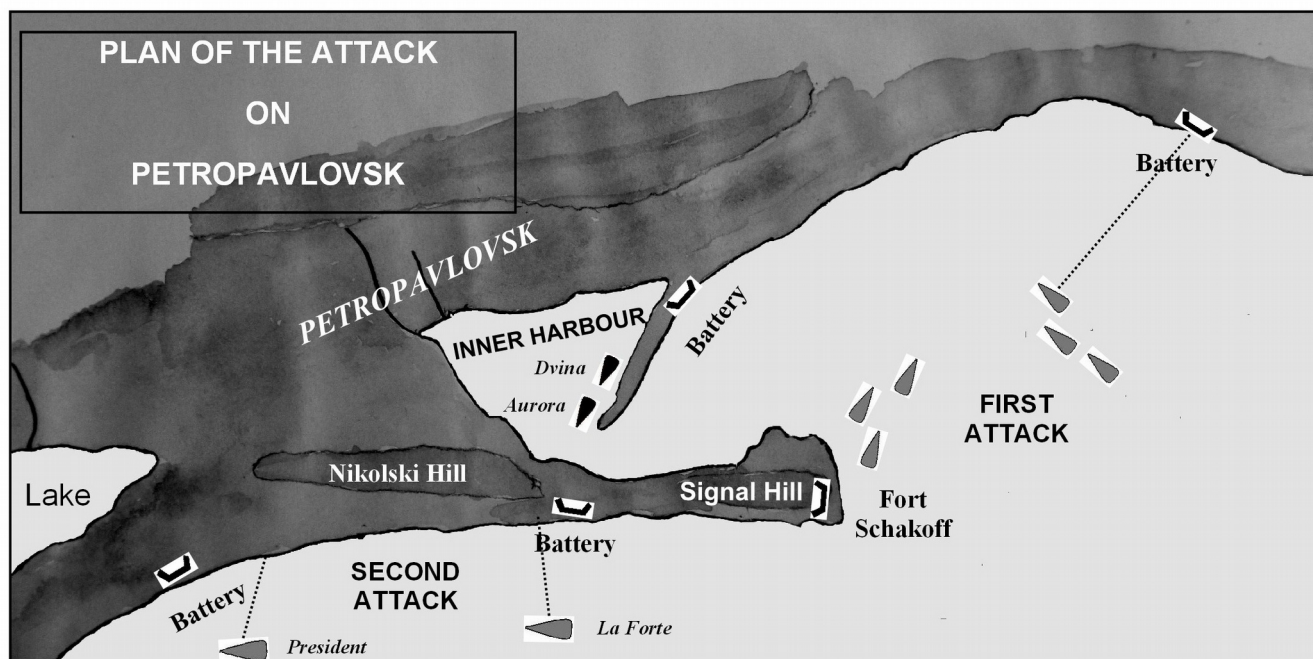 PLAN OF THE ATTACK
ON
PETROPAVLOVSK
Battery
PETROPAVLOVSK
INNER HARBOUR
Battery
Dvina
Aurora
FIRST
ATTACK
Nikolski Hill
Signal Hill
Lake
Fort
Schakoff
Battery
SECOND
ATTACK
Battery
La Forte
President